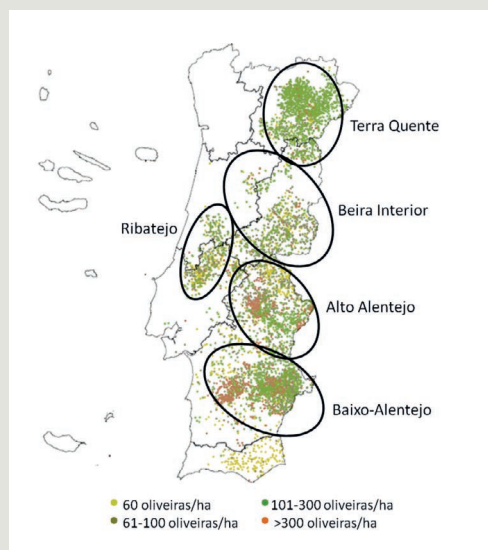 Terra Quente
Beira Interior
Ribatejo
Alto Alentejo
Baixo-Alentejo
60 oliveiras/ha
101-300 oliveiras/ha
61-100 oliveiras/ha
>300 oliveiras/ha